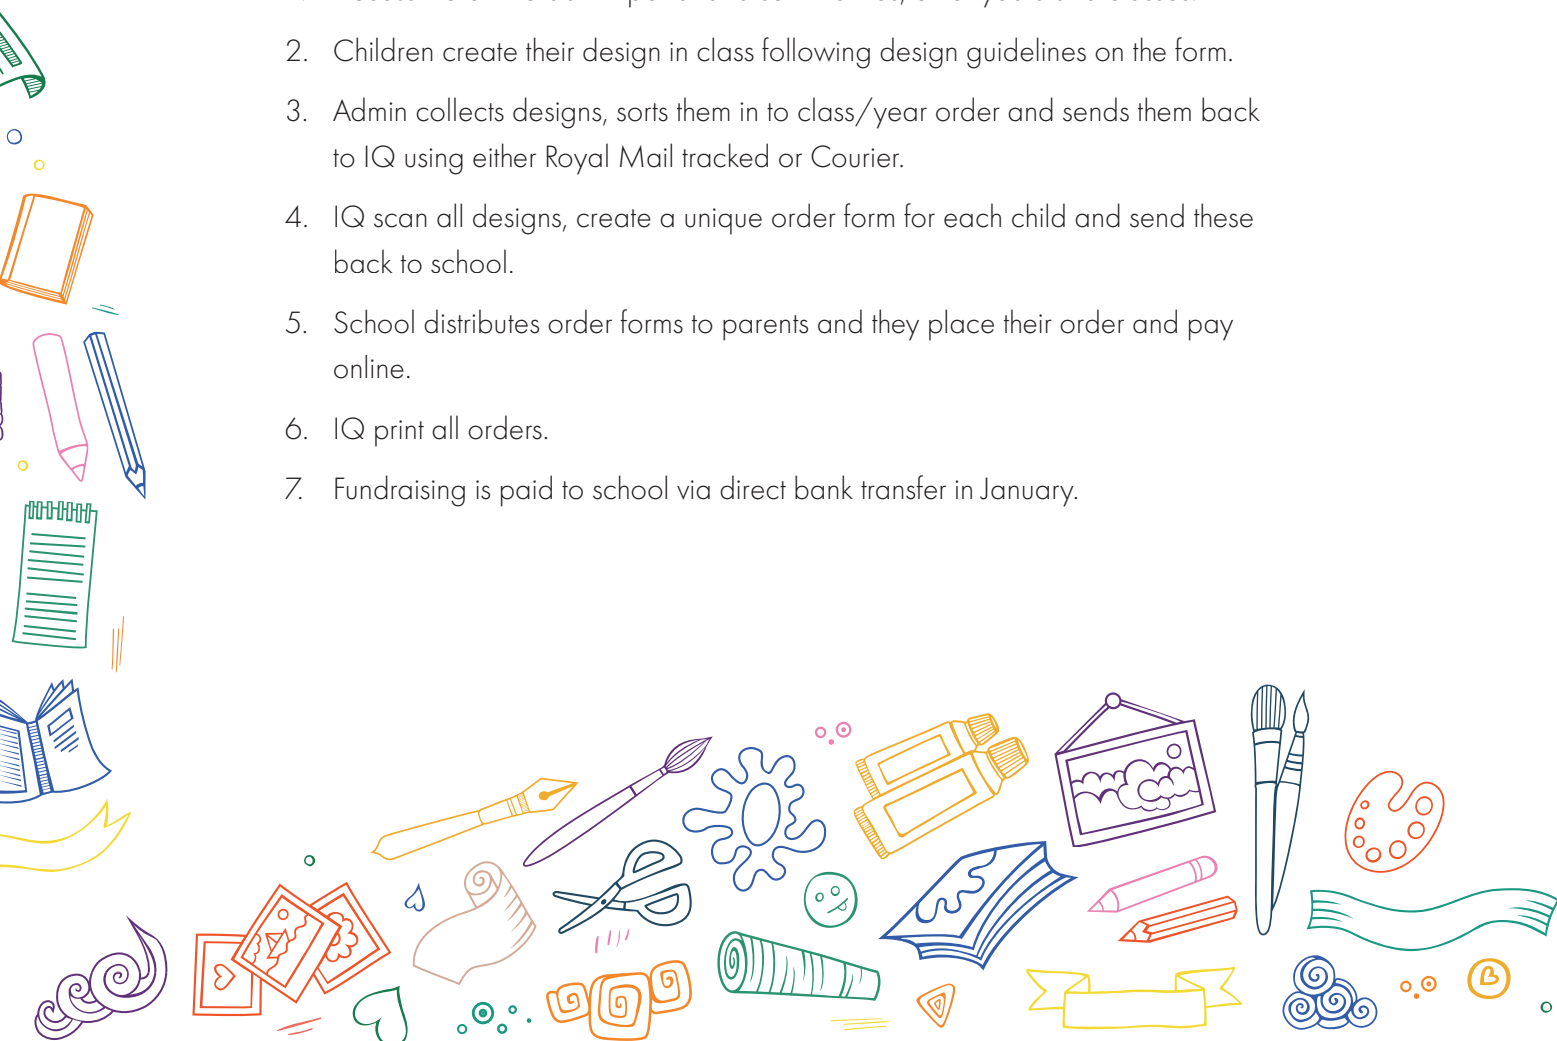 2. Children create their design in class following design guidelines on the form.
3. Admin collects designs, sorts them in to class/year order and sends them back
to IQ using either Royal Mail tracked or Courier.
4. IQ scan all designs, create a unique order form for each child and send these
back to school.
5. School distributes order forms to parents and they place their order and pay
online.
6. IQ print all orders.
7. Fundraising is paid to school via direct bank transfer in January.